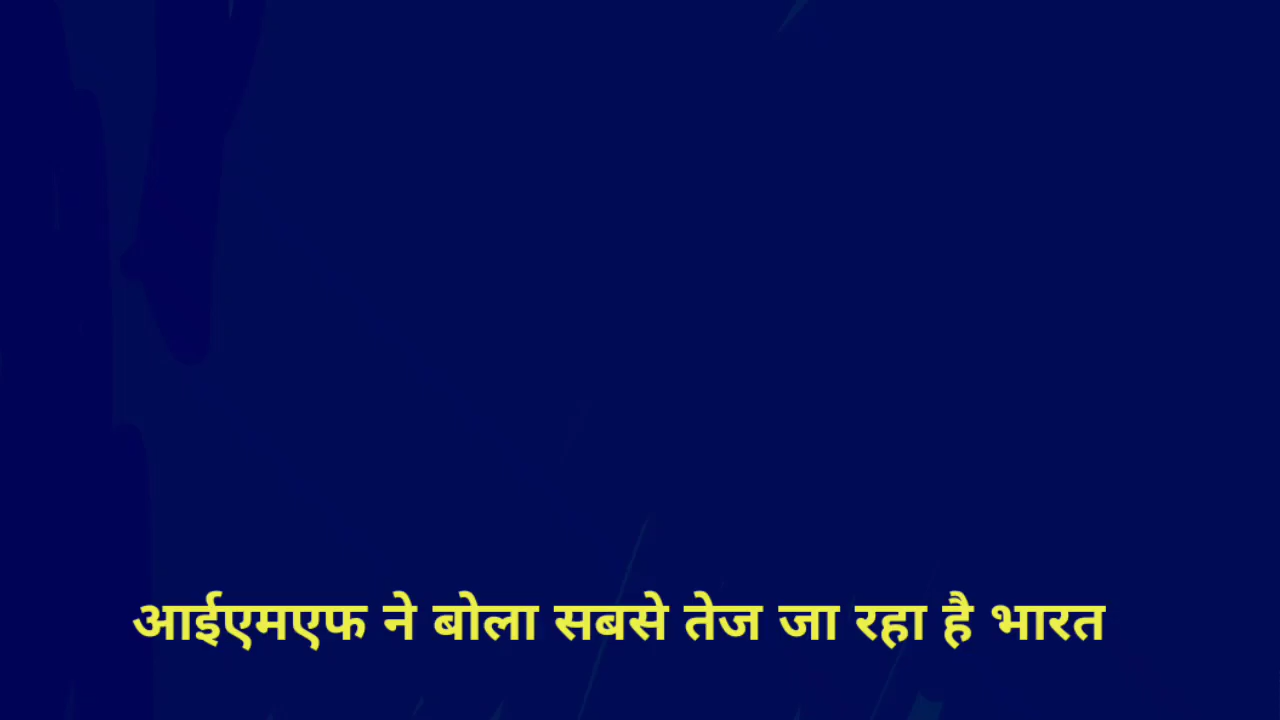 आईएमएफ ने बोला सबसे तेज जा रहा है भारत